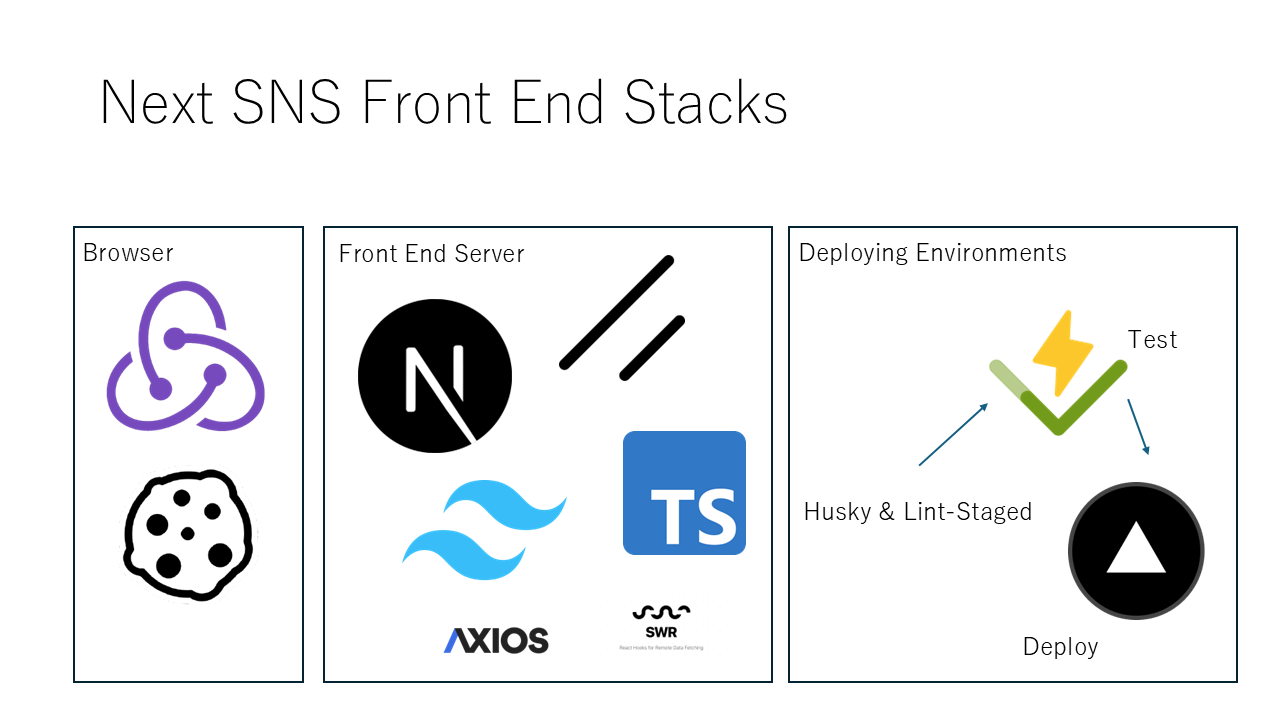 Next SNS Front End Stacks
Browser
Front End Server
N
TS
AXIOS
SWR
React Hooks for Remote Data Fetching
Deploying Environments
Test
Husky & Lint-Staged
Deploy